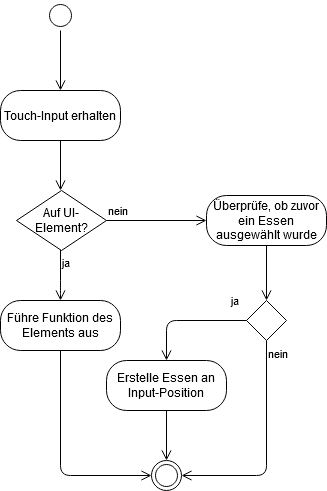 Touch-Input erhalten
Auf UI-
Element?
nein
Überprüfe, ob zuvor
ein Essen
ausgewählt wurde
ja
ja
Führe Funktion des
Elements aus
nein
Erstelle Essen an
Input-Position